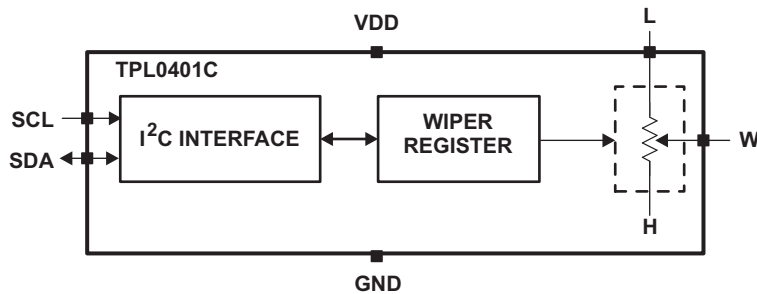 VDD
L
TPL0401C
SCL
SDA
I²C INTERFACE
WIPER
REGISTER
W
H
GND